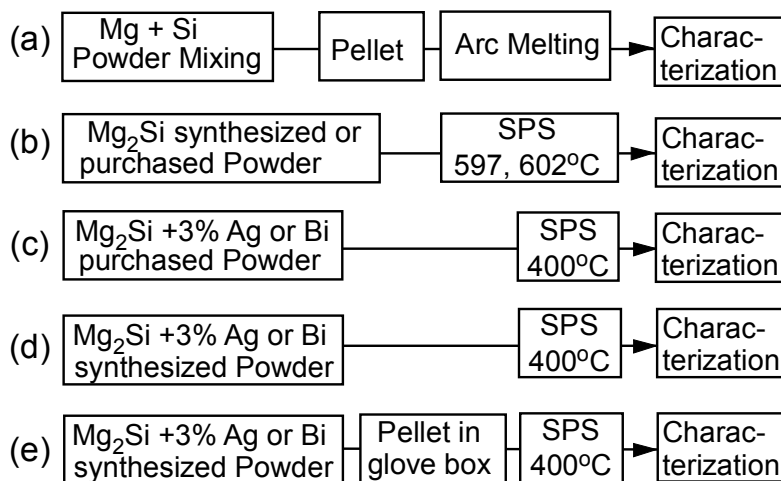 (a) Mg + Si Powder Mixing Pellet Arc Melting Charac-terization
(b) Mg2Si synthesized or purchased Powder SPS 597, 602oC Charac-terization
(c) Mg2Si +3% Ag or Bi purchased Powder SPS 400oC Charac-terization
(d) Mg2Si +3% Ag or Bi synthesized Powder SPS 400oC Charac-terization
(e) Mg2Si +3% Ag or Bi synthesized Powder Pellet in glove box SPS 400oC Charac-terization